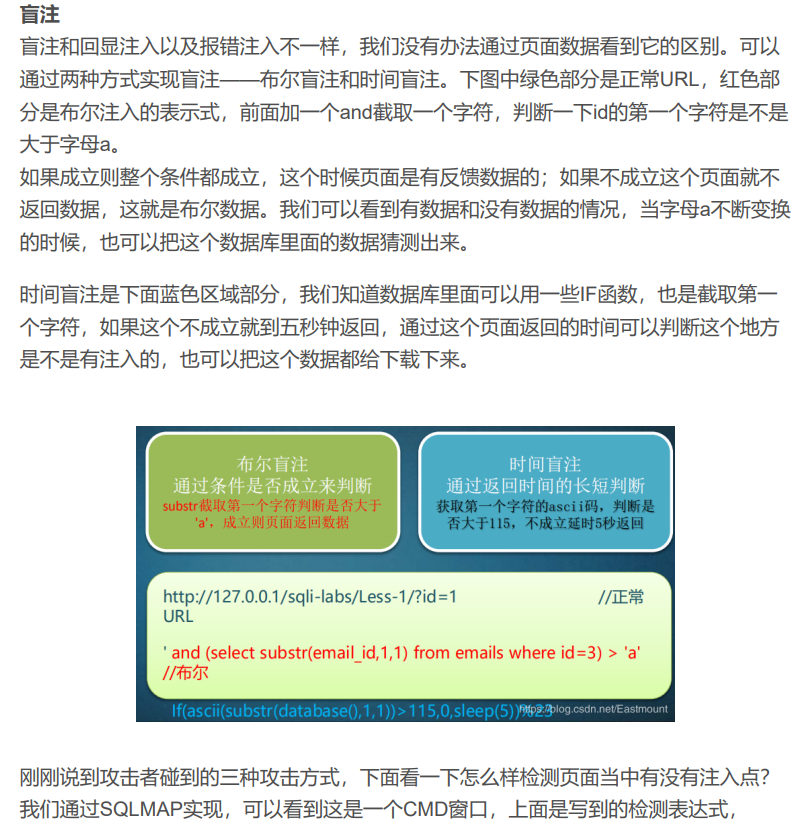 盲注
盲注和回显注入以及报错注入不一样，我们没有办法通过页面数据看到它的区别。可以
通过两种方式实现盲注——布尔盲注和时间盲注。下图中绿色部分是正常URL，红色部
分是布尔注入的表示式，前面加一个and截取一个字符，判断一下id的第一个字符是不是
大于字母a。
如果成立则整个条件都成立，这个时候页面是有反馈数据的；如果不成立这个页面就不
返回数据，这就是布尔数据。我们可以看到有数据和没有数据的情况，当字母a不断变换
的时候，也可以把这个数据库里面的数据猜测出来。
时间盲注是下面蓝色区域部分，我们知道数据库里面可以用一些IF函数，也是截取第一
个字符，如果这个不成立就到五秒钟返回，通过这个页面返回的时间可以判断这个地方
是不是有注入的，也可以把这个数据都给下载下来。
布尔盲注
通过条件是否成立来判断
substr截取第一个字符判断是否大于
'a'，成立则页面返回数据
时间盲注
通过返回时间的长短判断
获取第一个字符的ascii码，判断是
否大于115，不成立延时5秒返回
http://127.0.0.1/sqli-labs/Less-1/?id=1 //正常
URL
' and (select substr(email_id,1,1) from emails where id=3) > 'a'
//布尔
If(ascii(substr(database(),1,1))>115,0,sleep(5))%23
https://blog.csdn.net/Eastmount
刚刚说到攻击者碰到的三种攻击方式，下面看一下怎么样检测页面当中有没有注入点？
我们通过SQLMAP实现，可以看到这是一个CMD窗口，上面是写到的检测表达式，